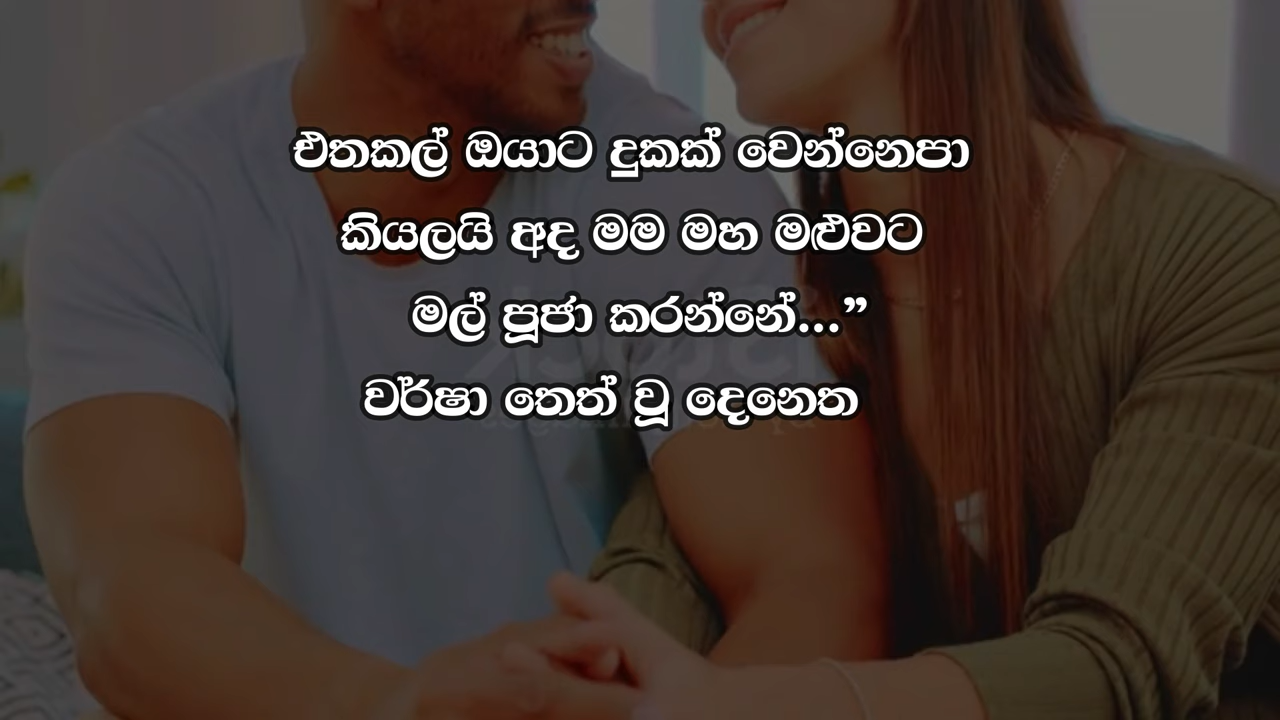 එතකල් ඔයාට දුකක් වෙන්නෙපා
කියලයි අද මම මහ මළුවට
මල් පූජා කරන්නේ...”
වර්ෂා තෙත් වූ දෙනෙත